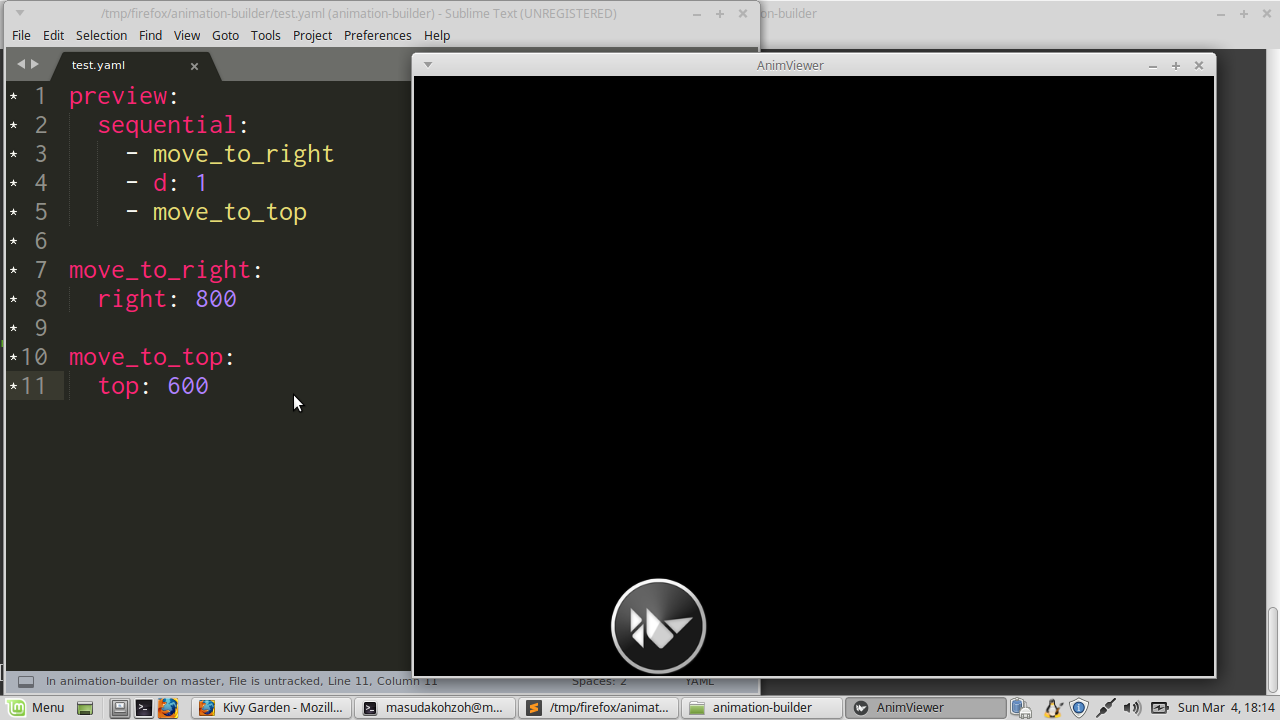 /tmp/firefox/animation-builder/test.yaml (animation-builder) - Sublime Text (UNREGISTERED)
on-builder
File Edit Selection Find View Goto Tools Project Preferences Help
test.yaml
AnimViewer
* 1 preview:
* 2 sequential:
* 3 - move_to_right
* 4 - d: 1
* 5 - move_to_top
* 6
* 7 move_to_right:
* 8 right: 800
* 9
*10 move_to_top:
*11 top: 600
In animation-builder on master, File is untracked, Line 11, Column 11
Spaces: 2
YAML
Menu
Kivy Garden - Mozill...
masudakohzoh@m...
/tmp/firefox/animat...
animation-builder
AnimViewer
Sun Mar 4, 18:14